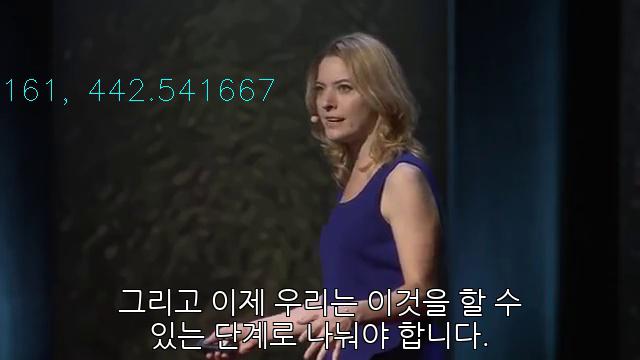 161, 442.541667
그리고 이제 우리는 이것을 할 수
있는 단계로 나눠야 합니다.